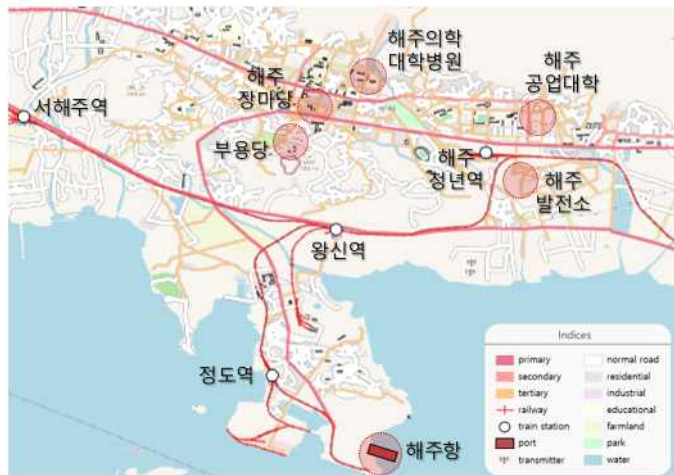 해주의학
대학병원
해주
공업대학
해주
장마당
서해주역
부용당
해주
청년역
해주
발전소
왕신역
정도역
해주항
Indices
primary
normal road
secondary
residential
tertiary
industrial
railway
educational
train station
farmland
port
park
transmitter
water